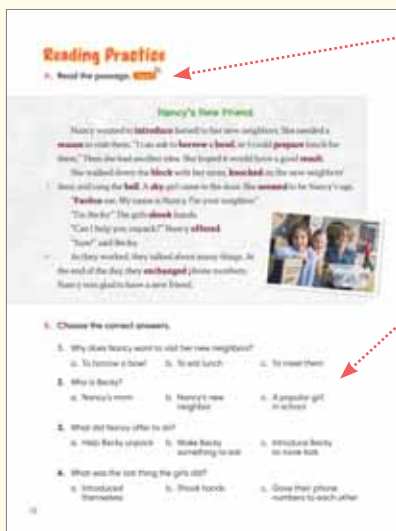 Reading Practice
A. Read the passage.
Nancy's New Friend
Nancy wanted to introduce herself to her new neighbors. She needed a
reason to visit them. "I can ask to borrow a bowl, or I could prepare lunch for
them." Then she had another idea. She hoped it would have a good result.
She walked down the block with her mom, knocked on the new neighbors'
door, and rang the bell. A shy girl came to the door. She seemed to be Nancy's age.
"Pardon me. My name is Nancy. I'm your neighbor."
"I'm Becky." The girls shook hands.
"Can I help you unpack?" Nancy offered.
"Sure!" said Becky.
As they worked, they talked about many things. At
the end of the day, they exchanged phone numbers.
Nancy was glad to have a new friend.
Choose the correct answers.
1. Why does Nancy want to visit her new neighbors?
a. To borrow a bowl b. To eat lunch c. To meet them
2. Who is Becky?
a. Nancy's mom b. Nancy's new neighbor c. A popular girl in school
3. What did Nancy offer to do?
a. Help Becky unpack b. Make Becky something to eat c. Introduce Becky to more kids
4. What was the last thing the girls did?
a. Introduced themselves b. Shook hands c. Gave their phone numbers to each other